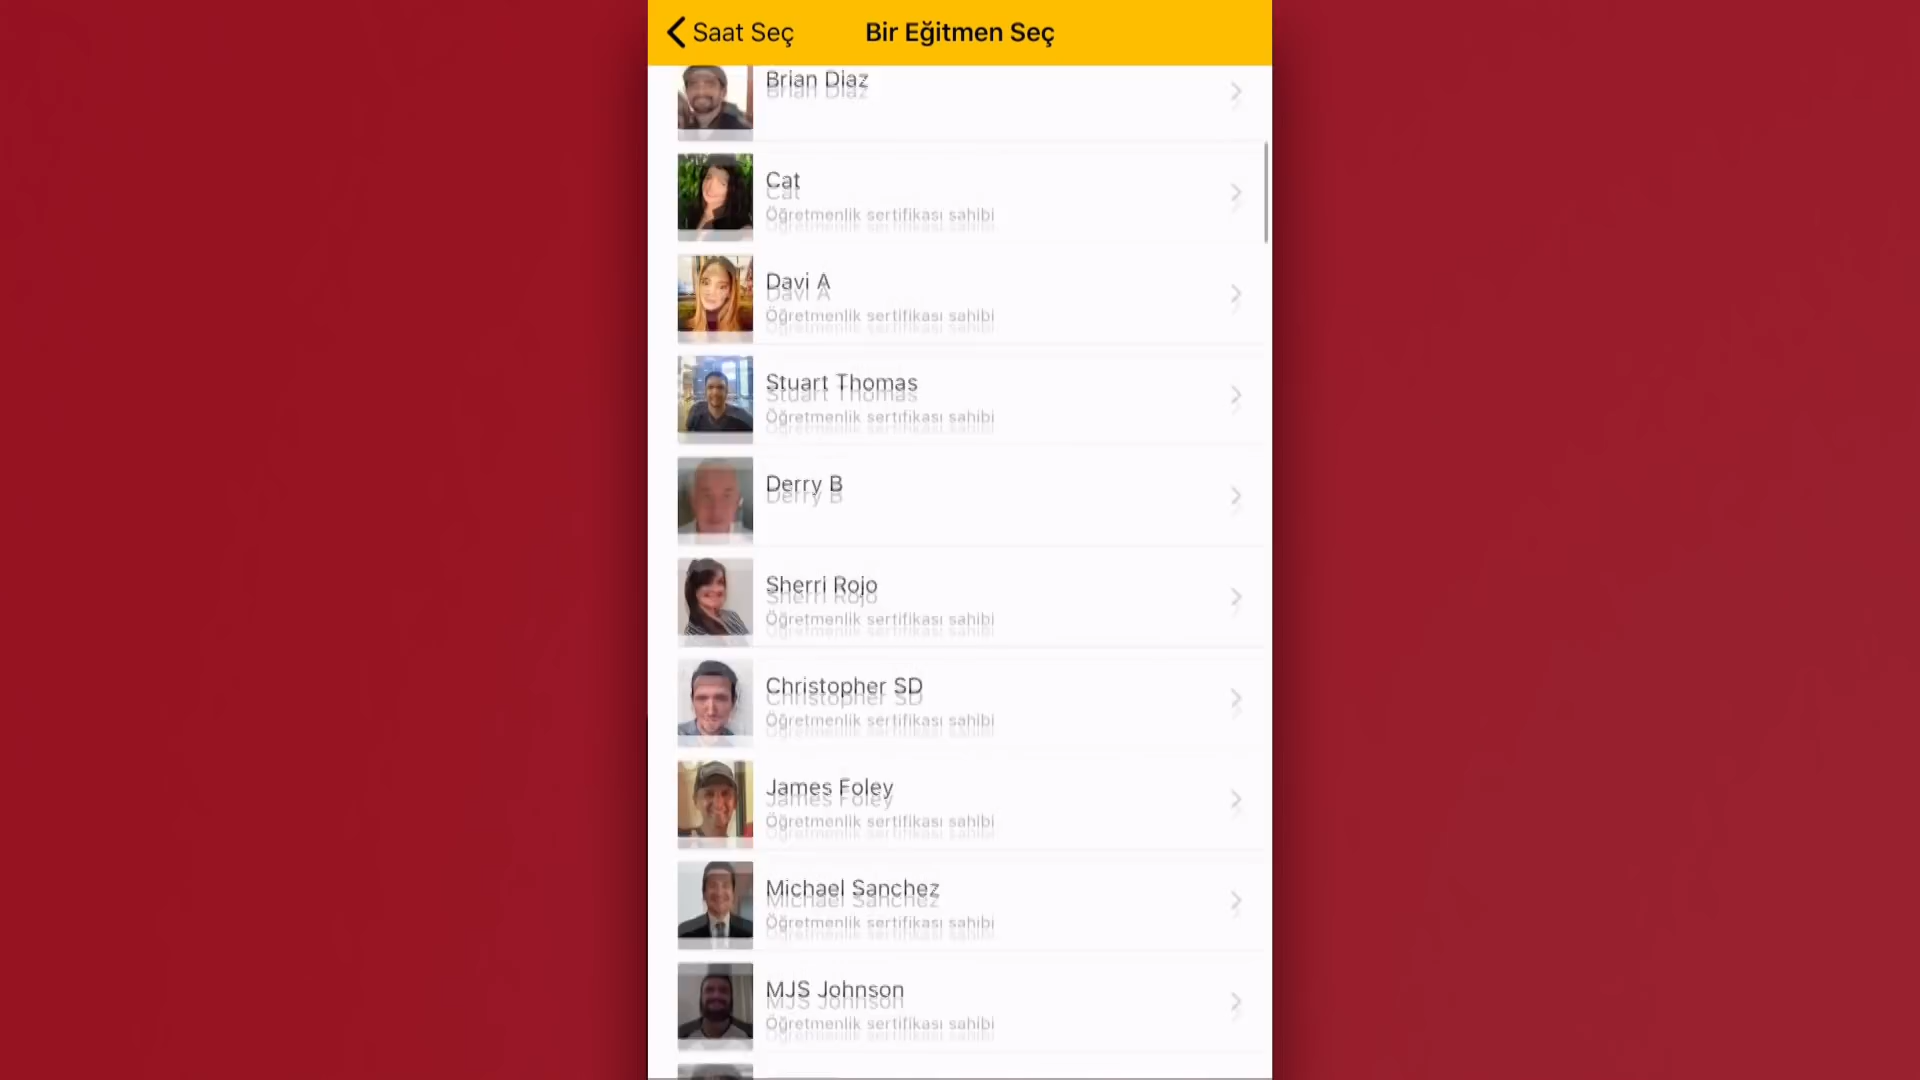 Saat Seç
Bir Eğitmen Seç
Brian Diaz
Cat
Öğretmenlik sertifikası sahibi
Davi A
Öğretmenlik sertifikası sahibi
Stuart Thomas
Öğretmenlik sertifikası sahibi
Derry B
Sherri Rojo
Öğretmenlik sertifikası sahibi
Christopher SD
Öğretmenlik sertifikası sahibi
James Foley
Öğretmenlik sertifikası sahibi
Michael Sanchez
Öğretmenlik sertifikası sahibi
MJS Johnson
Öğretmenlik sertifikası sahibi